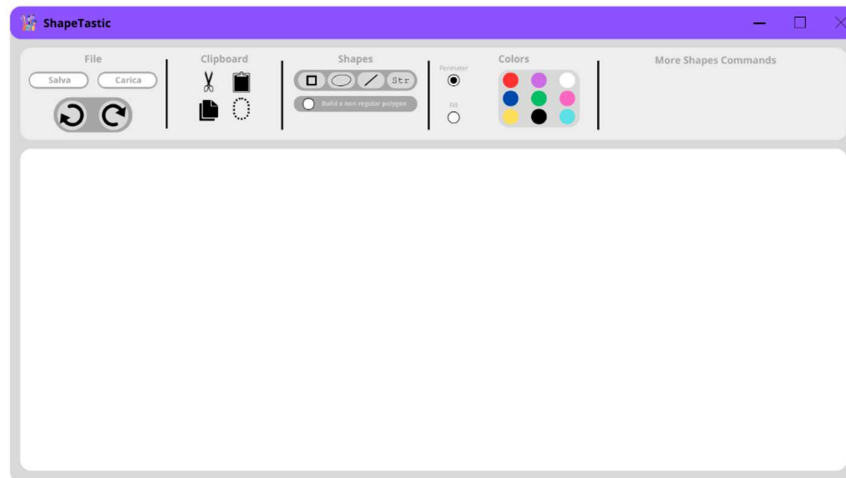 ShapeTastic
File
Clipboard
Shapes
Colors
More Shapes Commands
Salva
Carica
Str
Perimeter
Fill
Build a non regular polygon